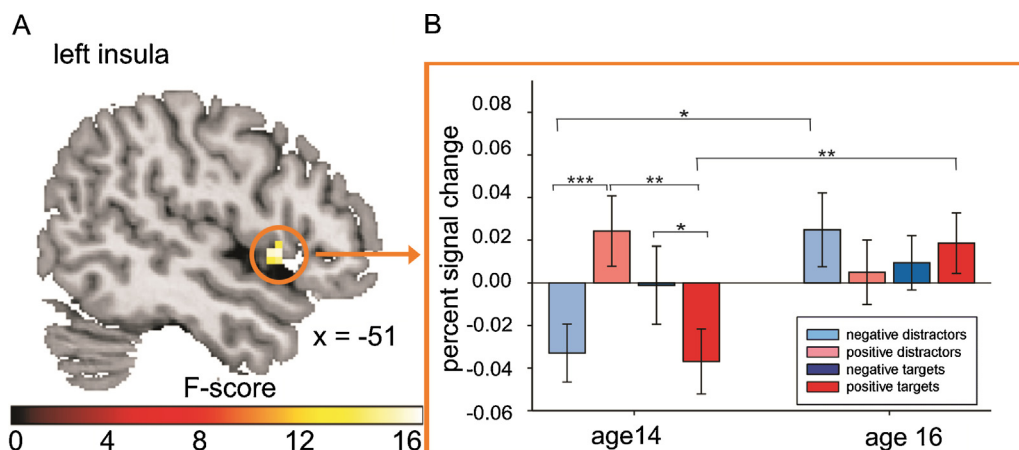 A
left insula
x = -51
F-score
0 4 8 12 16
B
percent signal change
0.08
0.06
0.04
0.02
0.00
-0.02
-0.04
-0.06
*
**
*** **
*
negative distractors
positive distractors
negative targets
positive targets
age14 age 16